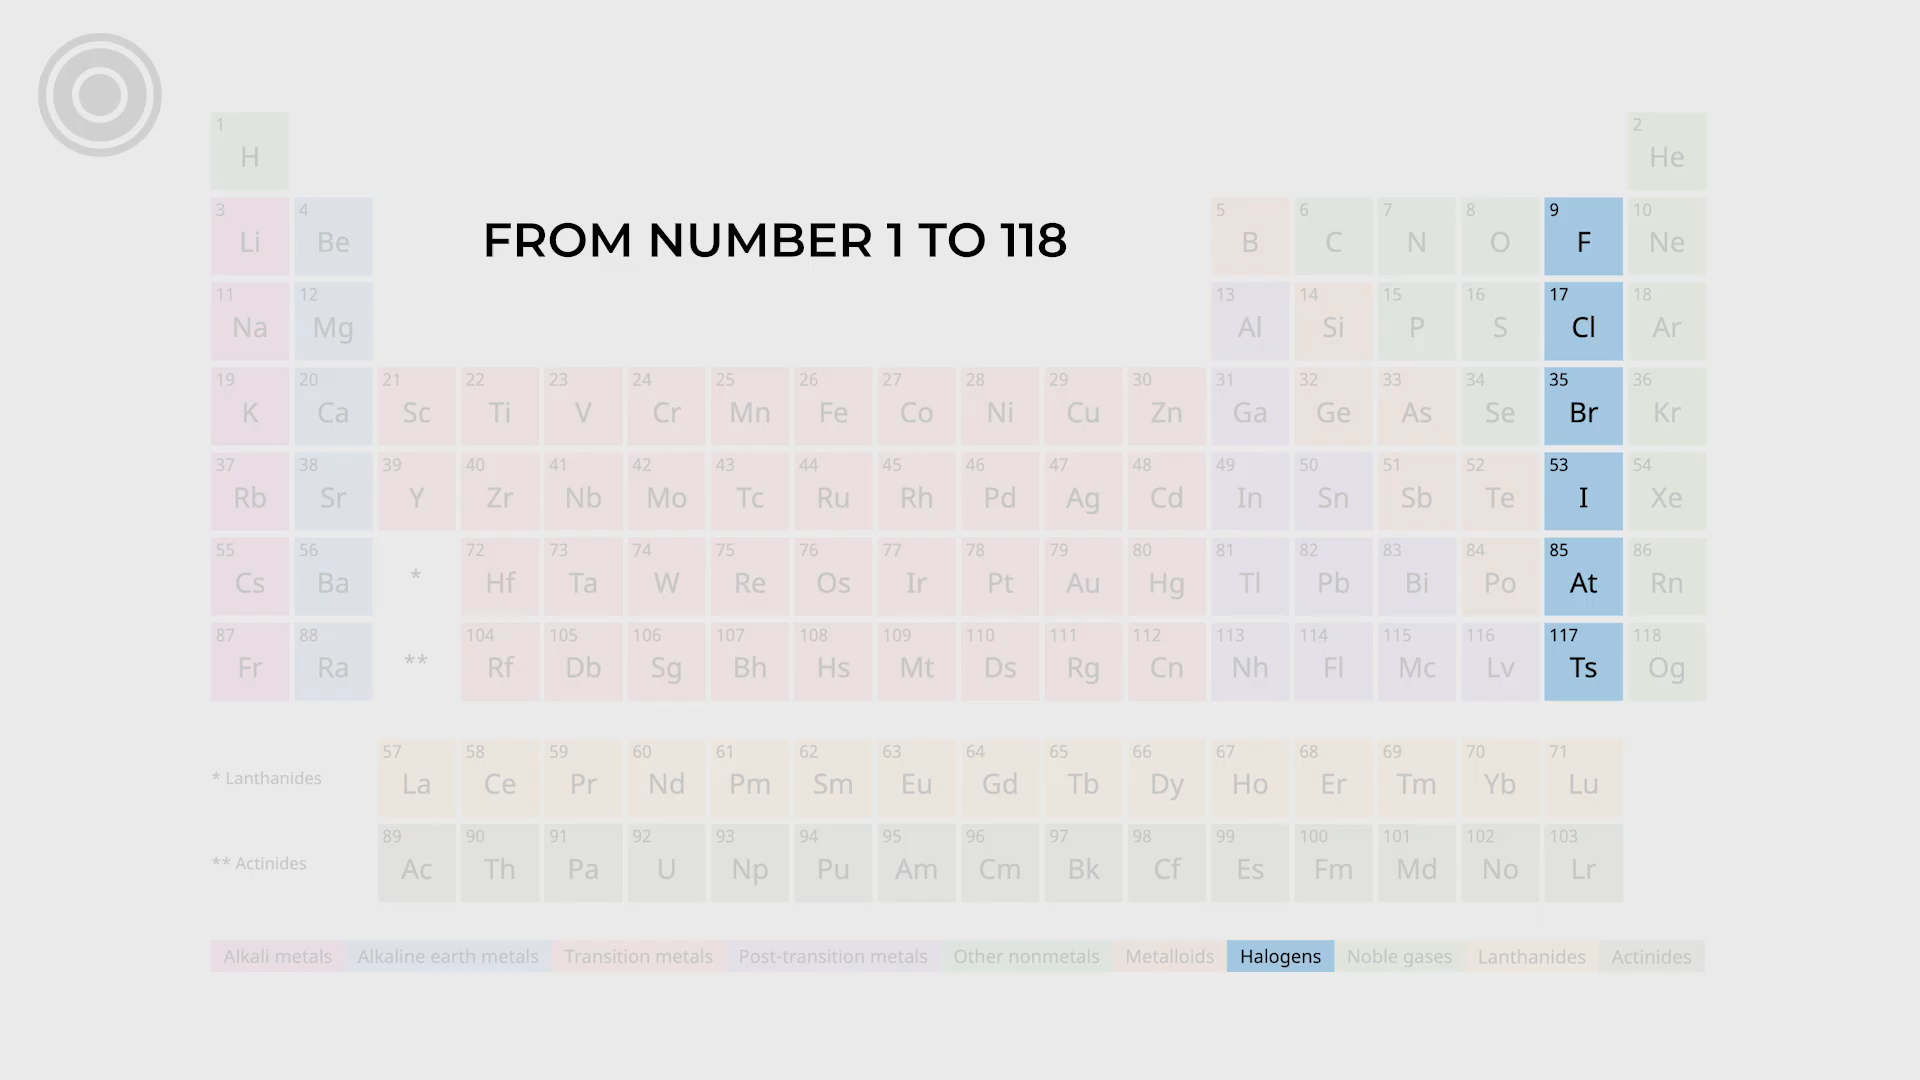 1 2
H He
FROM NUMBER 1 TO 118
3 4 5 6 7 8 9 10
Li Be B C N O F Ne
11 12 13 14 15 16 17 18
Na Mg Al Si P S Cl Ar
19 20 21 22 23 24 25 26 27 28 29 30 31 32 33 34 35 36
K Ca Sc Ti V Cr Mn Fe Co Ni Cu Zn Ga Ge As Se Br Kr
37 38 39 40 41 42 43 44 45 46 47 48 49 50 51 52 53 54
Rb Sr Y Zr Nb Mo Tc Ru Rh Pd Ag Cd In Sn Sb Te I Xe
55 56 72 73 74 75 76 77 78 79 80 81 82 83 84 85 86
Cs Ba * Hf Ta W Re Os Ir Pt Au Hg Tl Pb Bi Po At Rn
87 88 104 105 106 107 108 109 110 111 112 113 114 115 116 117 118
Fr Ra ** Rf Db Sg Bh Hs Mt Ds Rg Cn Nh Fl Mc Lv Ts Og
57 58 59 60 61 62 63 64 65 66 67 68 69 70 71
* Lanthanides La Ce Pr Nd Pm Sm Eu Gd Tb Dy Ho Er Tm Yb Lu
89 90 91 92 93 94 95 96 97 98 99 100 101 102 103
** Actinides Ac Th Pa U Np Pu Am Cm Bk Cf Es Fm Md No Lr
Alkali metals Alkaline earth metals Transition metals Post-transition metals Other nonmetals Metalloids Halogens Noble gases Lanthanides Actinides